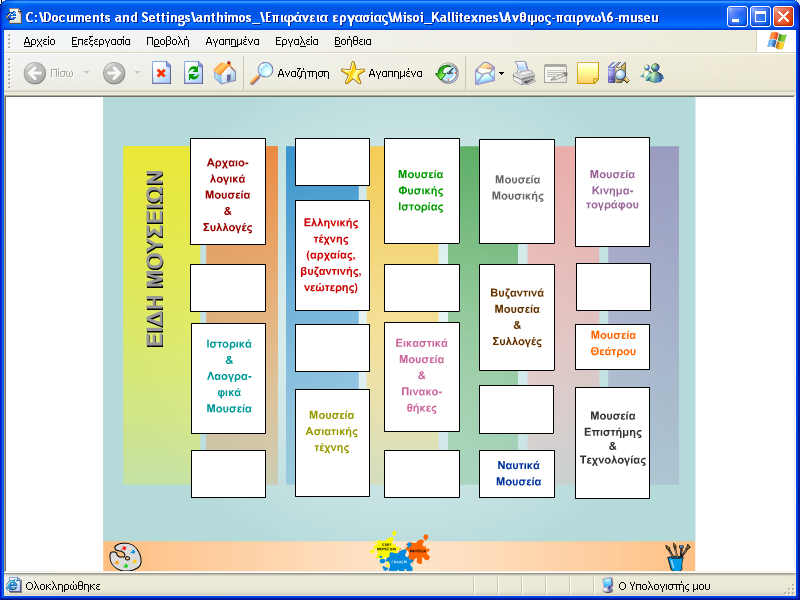 C:\Documents and Settings\anthimos_\Επιφάνεια εργασίας\Misoi_Kallitexnes\Ανθιμος-παιρνω\6-museu
Αρχείο Επεξεργασία Προβολή Αγαπημένα Εργαλεία Βοήθεια
Πίσω Αναζήτηση Αγαπημένα
ΕΙΔΗ ΜΟΥΣΕΙΩΝ
Αρχαιο-
λογικά
Μουσεία
&
Συλλογές
Ιστορικά
&
Λαογρα-
φικά
Μουσεία
Ελληνικής
τέχνης
(αρχαίας,
βυζαντινής,
νεώτερης)
Μουσεία
Ασιατικής
τέχνης
Μουσεία
Φυσικής
Ιστορίας
Εικαστικά
Μουσεία
&
Πινακο-
θήκες
Μουσεία
Μουσικής
Βυζαντινά
Μουσεία
&
Συλλογές
Ναυτικά
Μουσεία
Μουσεία
Κινημα-
τογράφου
Μουσεία
Θεάτρου
Μουσεία
Επιστήμης
&
Τεχνολογίας
Ολοκληρώθηκε
Ο Υπολογιστής μου